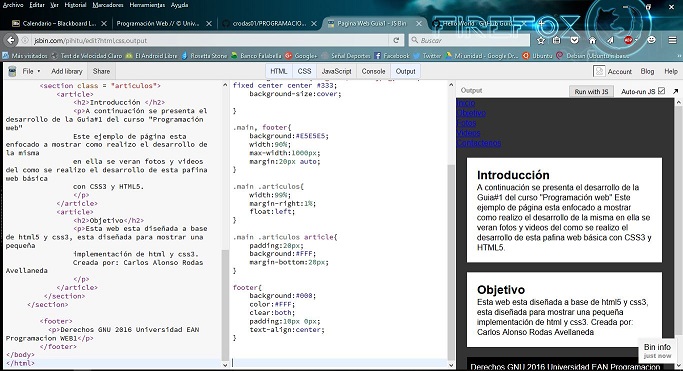 Archivo Editar Ver Historial Marcadores Herramientas Ayuda
Calendario – Blackboard L
Programación Web // © Univ
crodas01/PROGRAMACIO
Pagina Web Guia1 - JS Bin
Hello World · GitHub Gui
FIREFOX
jsbin.com/pihitu/edit?html,css,output
Buscar
Más visitados
Test de Velocidad Claro
El Rosario
Rosetta Stone
Banco Falabella
Google+
Señal Deportes
Facebook
Twitter
Mi unidad - Google Dr...
Ubuntu
Debian
File
Add library
Share
HTML
CSS
JavaScript
Console
Output
Account
Blog
Help
<section class = "articulos">
<article>
<h2>Introducción </h2>
<p>A continuación se presenta el
desarrollo de la Guia#1 del curso "Programación
web"
Este ejemplo de página esta
enfocado a mostrar como realizo el desarrollo de
la misma
en ella se veran fotos y videos
del como se realizo el desarrollo de esta pafina
web básica
con CSS3 y HTML5.
</p>
</article>
<article>
<h2>Objetivo</h2>
<p>Esta web esta diseñada a base
de html5 y css3, esta diseñada para mostrar una
pequeña
implementación de html y css3.
Creada por: Carlos Alonso Rodas
Avellaneda
</p>
</article>
</section>
</section>
<footer>
<p>Derechos GNU 2016 Universidad EAN
Programacion WEB1</p>
</footer>
</body>
</html>
fixed center center #333;
background-size:cover;
}
.main, footer{
background:#E5E5E5;
width:90%;
max-width:1000px;
margin:20px auto;
}
.main .articulos{
width:99%;
margin-right:1%;
float:left;
}
.main .articulos article{
padding:20px;
background:#FFF;
margin-bottom:20px;
}
footer{
background:#000;
color:#FFF;
clear:both;
padding:10px 0px;
text-align:center;
}
Output
Run with JS
Auto-run JS
Inicio
Objetivo
Fotos
Videos
Contactenos
Introducción
A continuación se presenta el desarrollo de la
Guia#1 del curso "Programación web" Este
ejemplo de página esta enfocado a mostrar
como realizo el desarrollo de la misma en ella se
veran fotos y videos del como se realizo el
desarrollo de esta pafina web básica con CSS3 y
HTML5.
Objetivo
Esta web esta diseñada a base de html5 y css3,
esta diseñada para mostrar una pequeña
implementación de html y css3. Creada por:
Carlos Alonso Rodas Avellaneda
Derechos GNU 2016 Universidad EAN Programacion
Bin info
just now